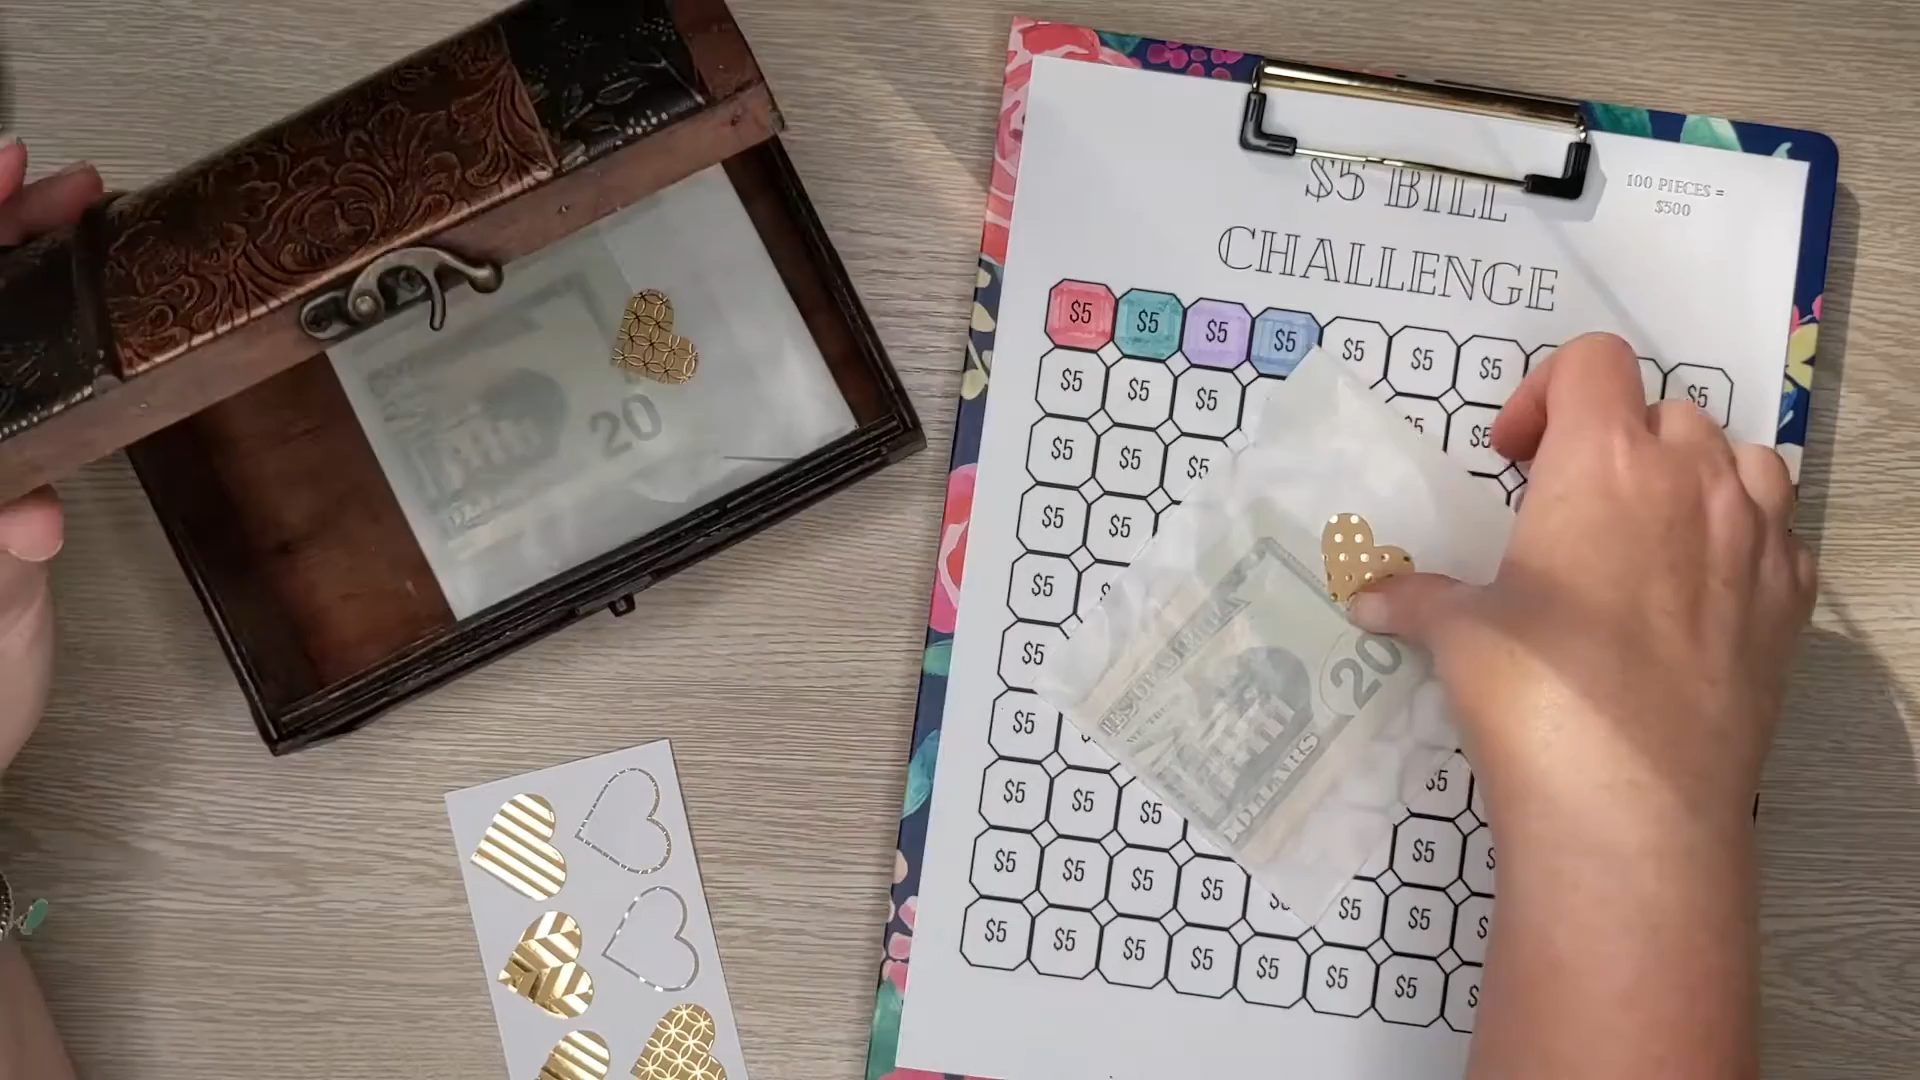 $5 BILL
CHALLENGE
100 PIECES =
$500
$5 $5 $5 $5 $5 $5 $5 $5
$5 $5 $5 $5
$5 $5 $5
$5 $5
$5
$5
$5
$5 $5 $5 $5
$5 $5 $5 $5 $5 $5
$5 $5 $5 $5 $5 $5 $5
20
20
DOLLARS